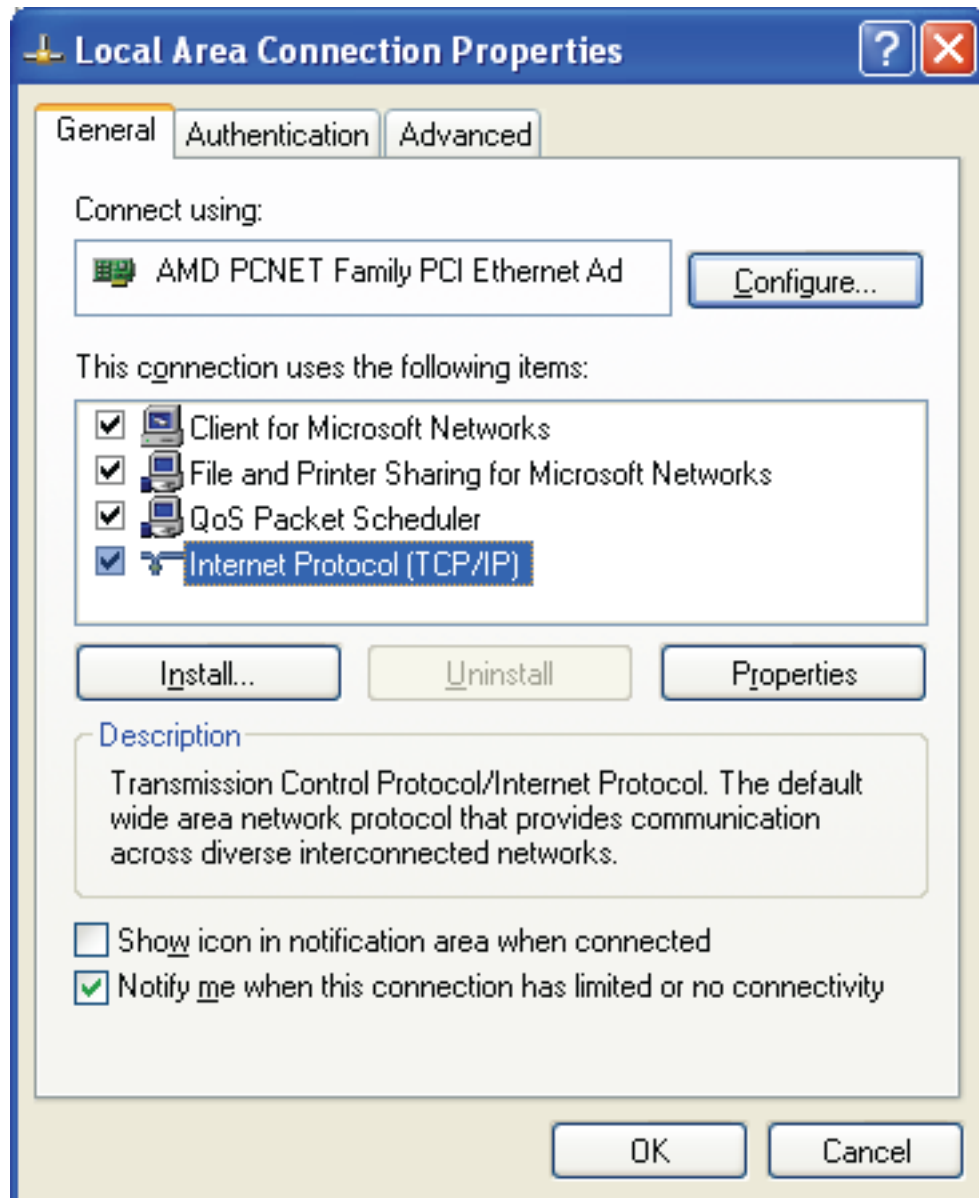 Local Area Connection Properties
?
General Authentication Advanced
Connect using:
AMD PCNET Family PCI Ethernet Ad
Configure...
This connection uses the following items:
Client for Microsoft Networks
File and Printer Sharing for Microsoft Networks
QoS Packet Scheduler
Internet Protocol (TCP/IP)
Install... Uninstall Properties
Description
Transmission Control Protocol/Internet Protocol. The default
wide area network protocol that provides communication
across diverse interconnected networks.
Show icon in notification area when connected
Notify me when this connection has limited or no connectivity
OK Cancel